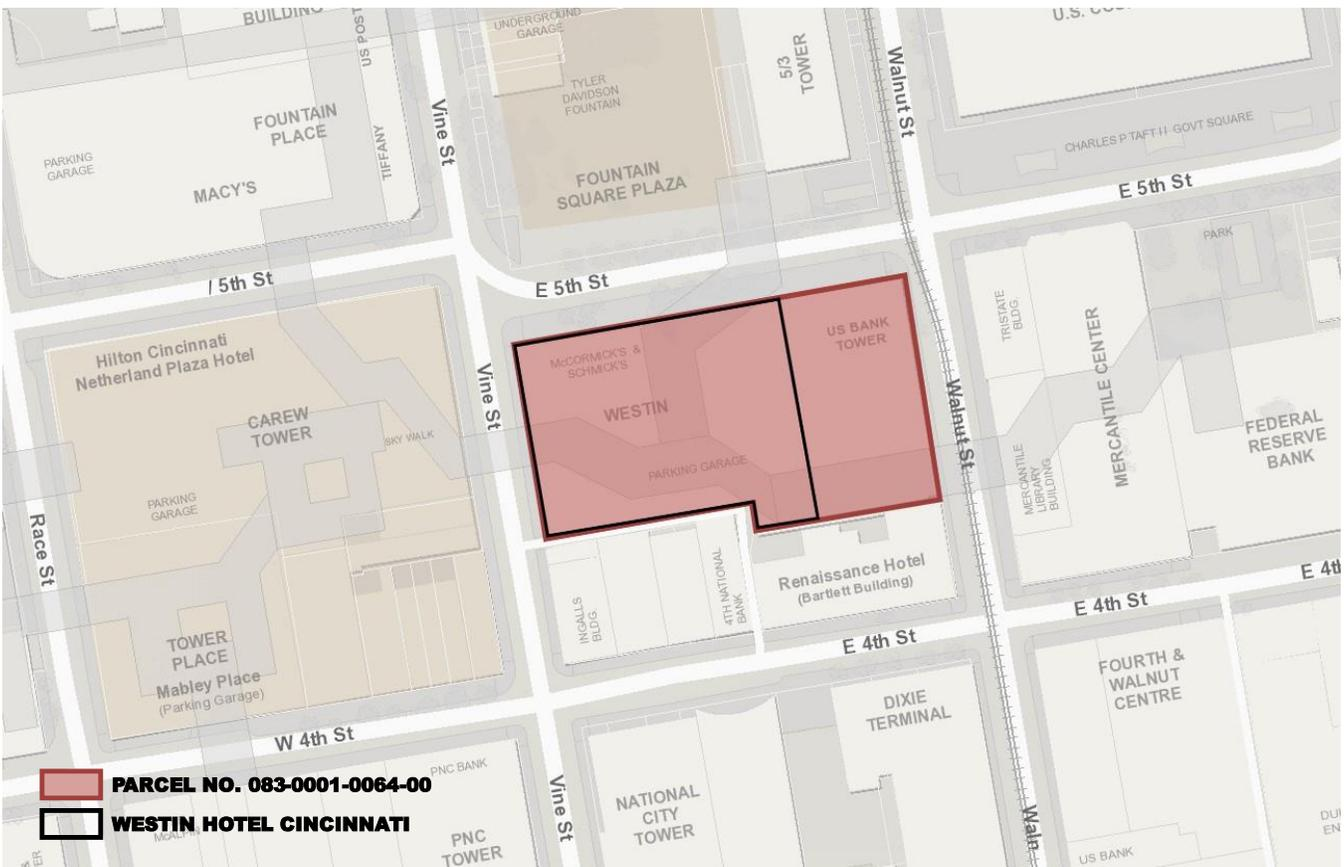 BUILDING
US POST
UNDERGROUND
GARAGE
U.S. CUS
TYLER
DAVIDSON
FOUNTAIN
5/3
TOWER
Walnut St
Vine St
FOUNTAIN
PLACE
TIFFANY
PARKING
GARAGE
MACY'S
FOUNTAIN
SQUARE PLAZA
CHARLES P TAFT II GOVT SQUARE
E 5th St
PARK
/ 5th St
E 5th St
Hilton Cincinnati
Netherland Plaza Hotel
McCORMICK'S &
SCHMICK'S
US BANK
TOWER
TRISTATE
BLDG.
MERCANTILE CENTER
Vine St
WESTIN
Walnut St
CAREW
TOWER
SKY WALK
PARKING GARAGE
FEDERAL
RESERVE
BANK
MERCANTILE
LIBRARY
BUILDING
PARKING
GARAGE
Race St
INGALLS
BLDG.
4TH NATIONAL
BANK
Renaissance Hotel
(Bartlett Building)
E 4th
E 4th St
E 4th St
TOWER
PLACE
Mabley Place
(Parking Garage)
FOURTH &
WALNUT
CENTRE
DIXIE
TERMINAL
W 4th St
PNC BANK
PARCEL NO. 083-0001-0064-00
WESTIN HOTEL CINCINNATI
McALPIN
PNC
TOWER
Vine St
NATIONAL
CITY
TOWER
Waln
US BANK